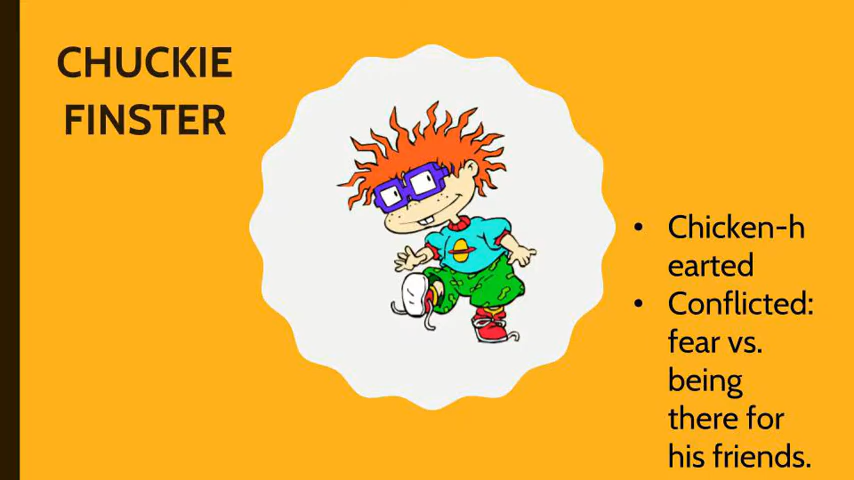 CHUCKIE
FINSTER
• Chicken-h
earted
• Conflicted:
fear vs.
being
there for
his friends.